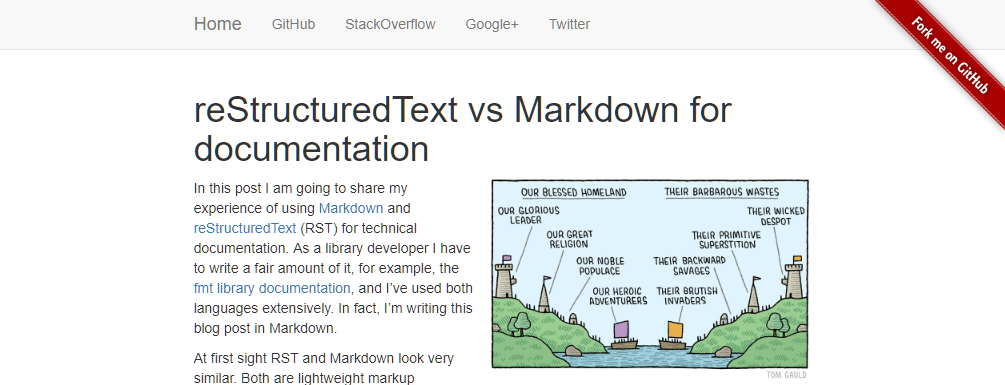 Home GitHub StackOverflow Google+ Twitter
Fork me on GitHub
reStructuredText vs Markdown for
documentation
In this post I am going to share my
experience of using Markdown and
reStructuredText (RST) for technical
documentation. As a library developer I have
to write a fair amount of it, for example, the
fmt library documentation, and I’ve used both
languages extensively. In fact, I’m writing this
blog post in Markdown.
At first sight RST and Markdown look very
similar. Both are lightweight markup
OUR BLESSED HOMELAND
OUR GLORIOUS
LEADER
OUR GREAT
RELIGION
OUR NOBLE
POPULACE
OUR HEROIC
ADVENTURERS
THEIR BARBAROUS WASTES
THEIR WICKED
DESPOT
THEIR PRIMITIVE
SUPERSTITION
THEIR BACKWARD
SAVAGES
THEIR BRUTISH
INVADERS
TOM GAULD